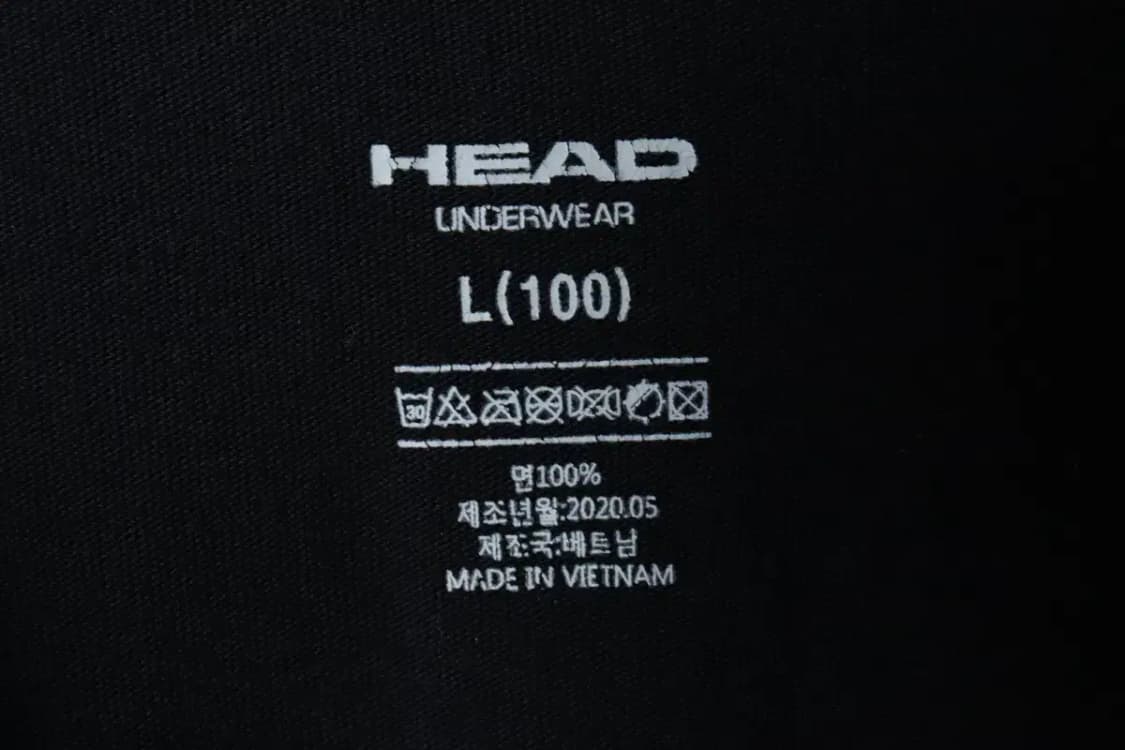 HEAD
UNDERWEAR
L(100)
30
면100%
제조년월:2020.05
제조국:베트남
MADE IN VIETNAM